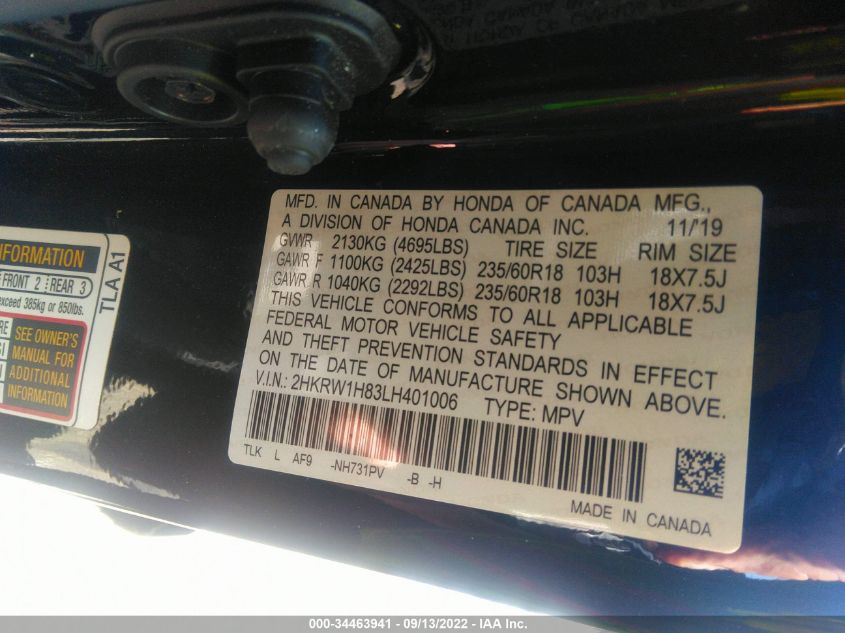 MFD. IN CANADA BY HONDA OF CANADA MFG.,
A DIVISION OF HONDA CANADA INC. 11/'19
GVWR 2130KG (4695LBS) TIRE SIZE RIM SIZE
GAWR F 1100KG (2425LBS) 235/60R18 103H 18X7.5J
GAWR R 1040KG (2292LBS) 235/60R18 103H 18X7.5J
THIS VEHICLE CONFORMS TO ALL APPLICABLE
FEDERAL MOTOR VEHICLE SAFETY
AND THEFT PREVENTION STANDARDS IN EFFECT
ON THE DATE OF MANUFACTURE SHOWN ABOVE.
V.I.N.: 2HKRW1H83LH401006 TYPE: MPV
TLK L AF9 -NH731PV -B -H
MADE IN CANADA
INFORMATION
FRONT 2 REAR 3
exceed 385kg or 850lbs.
TLA A1
SEE OWNER'S
MANUAL FOR
ADDITIONAL
INFORMATION
000-34463941 - 09/13/2022 - IAA Inc.